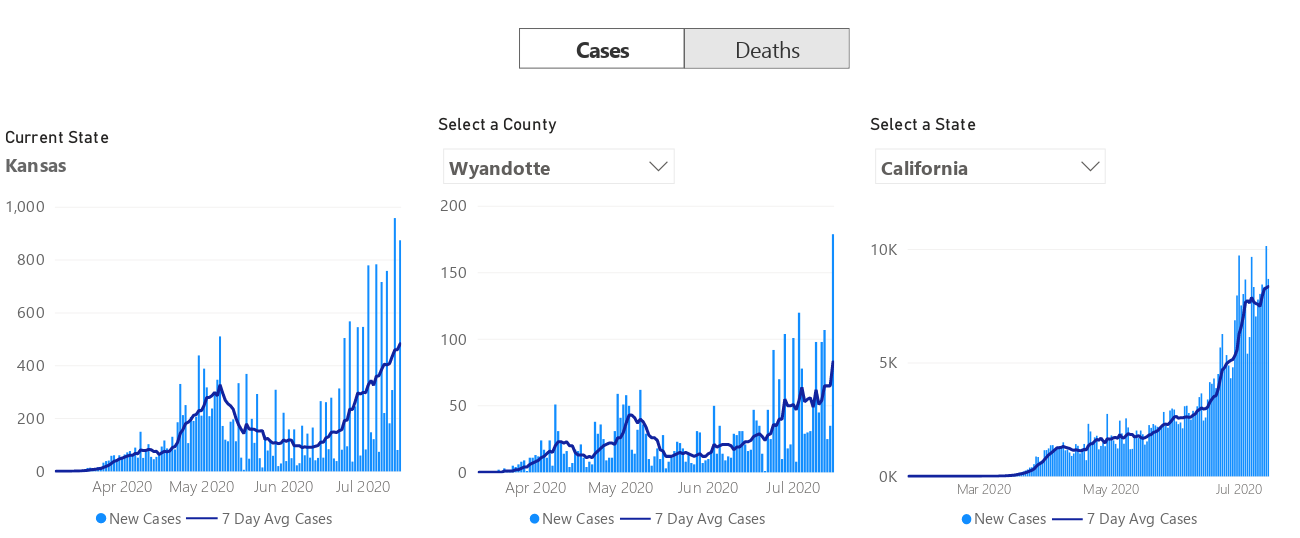 Cases Deaths
Current State
Kansas
1,000
800
600
400
200
0
Apr 2020 May 2020 Jun 2020 Jul 2020
New Cases 7 Day Avg Cases
Select a County
Wyandotte
200
150
100
50
0
Apr 2020 May 2020 Jun 2020 Jul 2020
New Cases 7 Day Avg Cases
Select a State
California
10K
5K
0K
Mar 2020 May 2020 Jul 2020
New Cases 7 Day Avg Cases